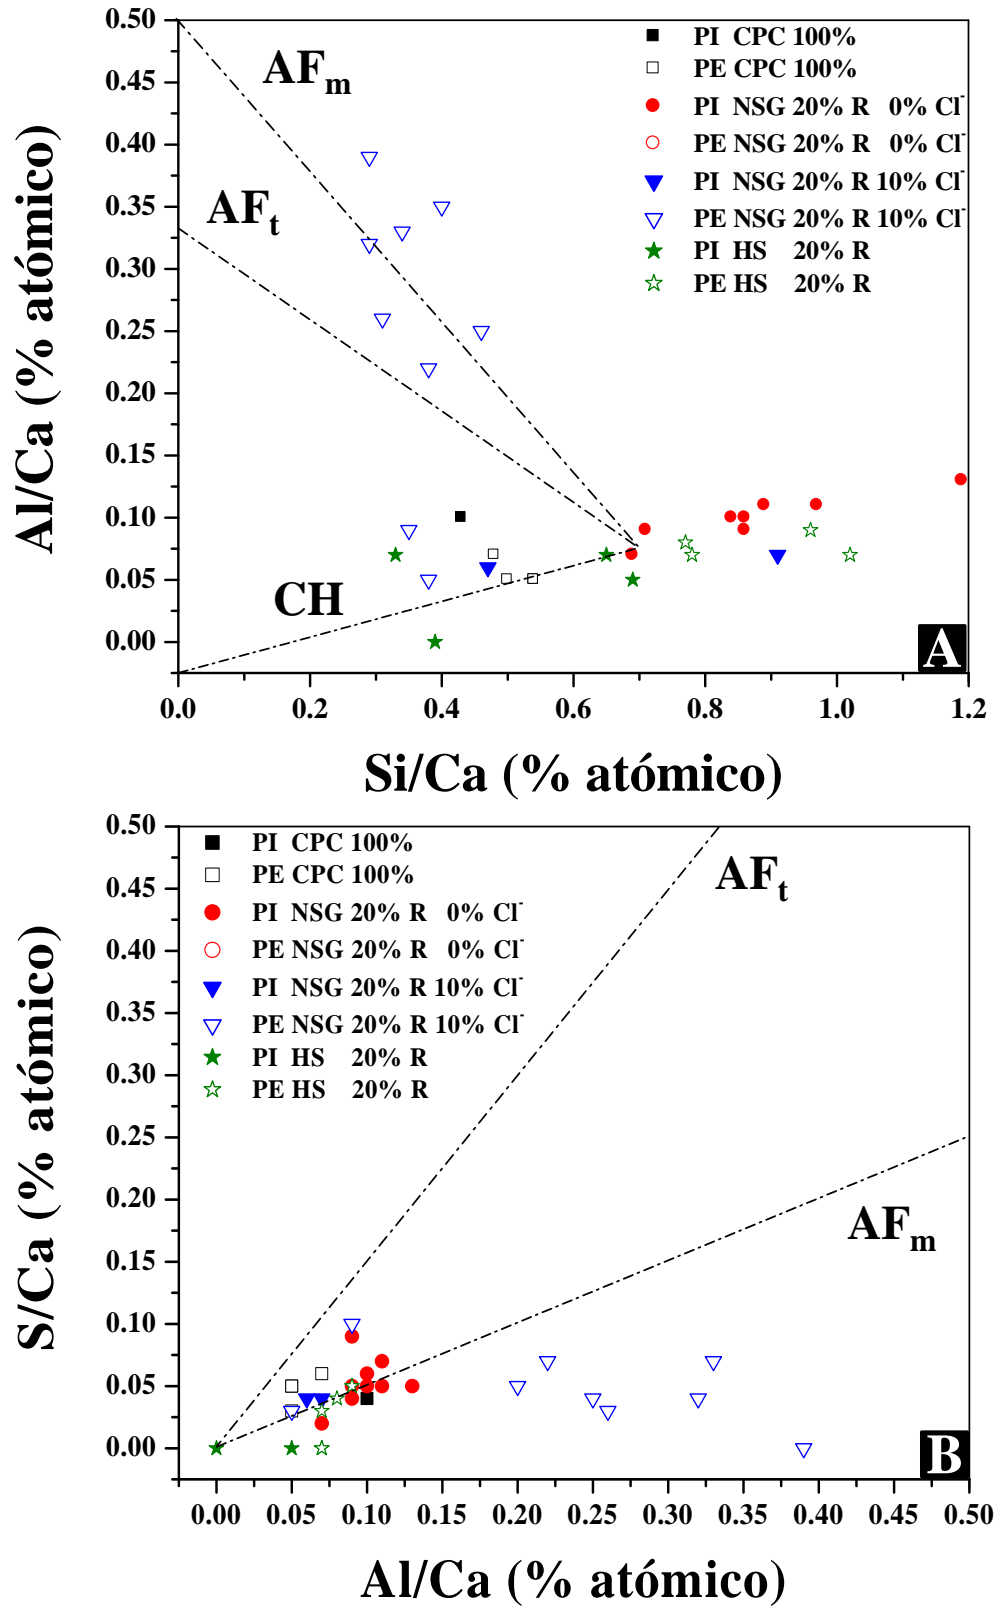 0.50
0.45
0.40
0.35
0.30
0.25
0.20
0.15
0.10
0.05
0.00
Al/Ca (% atómico)
AFm
AFt
CH
PI CPC 100%
PE CPC 100%
PI NSG 20% R 0% Cl-
PE NSG 20% R 0% Cl-
PI NSG 20% R 10% Cl-
PE NSG 20% R 10% Cl-
PI HS 20% R
PE HS 20% R
A
0.0 0.2 0.4 0.6 0.8 1.0 1.2
Si/Ca (% atómico)
0.50
0.45
0.40
0.35
0.30
0.25
0.20
0.15
0.10
0.05
0.00
S/Ca (% atómico)
PI CPC 100%
PE CPC 100%
PI NSG 20% R 0% Cl-
PE NSG 20% R 0% Cl-
PI NSG 20% R 10% Cl-
PE NSG 20% R 10% Cl-
PI HS 20% R
PE HS 20% R
AFt
AFm
B
0.00 0.05 0.10 0.15 0.20 0.25 0.30 0.35 0.40 0.45 0.50
Al/Ca (% atómico)